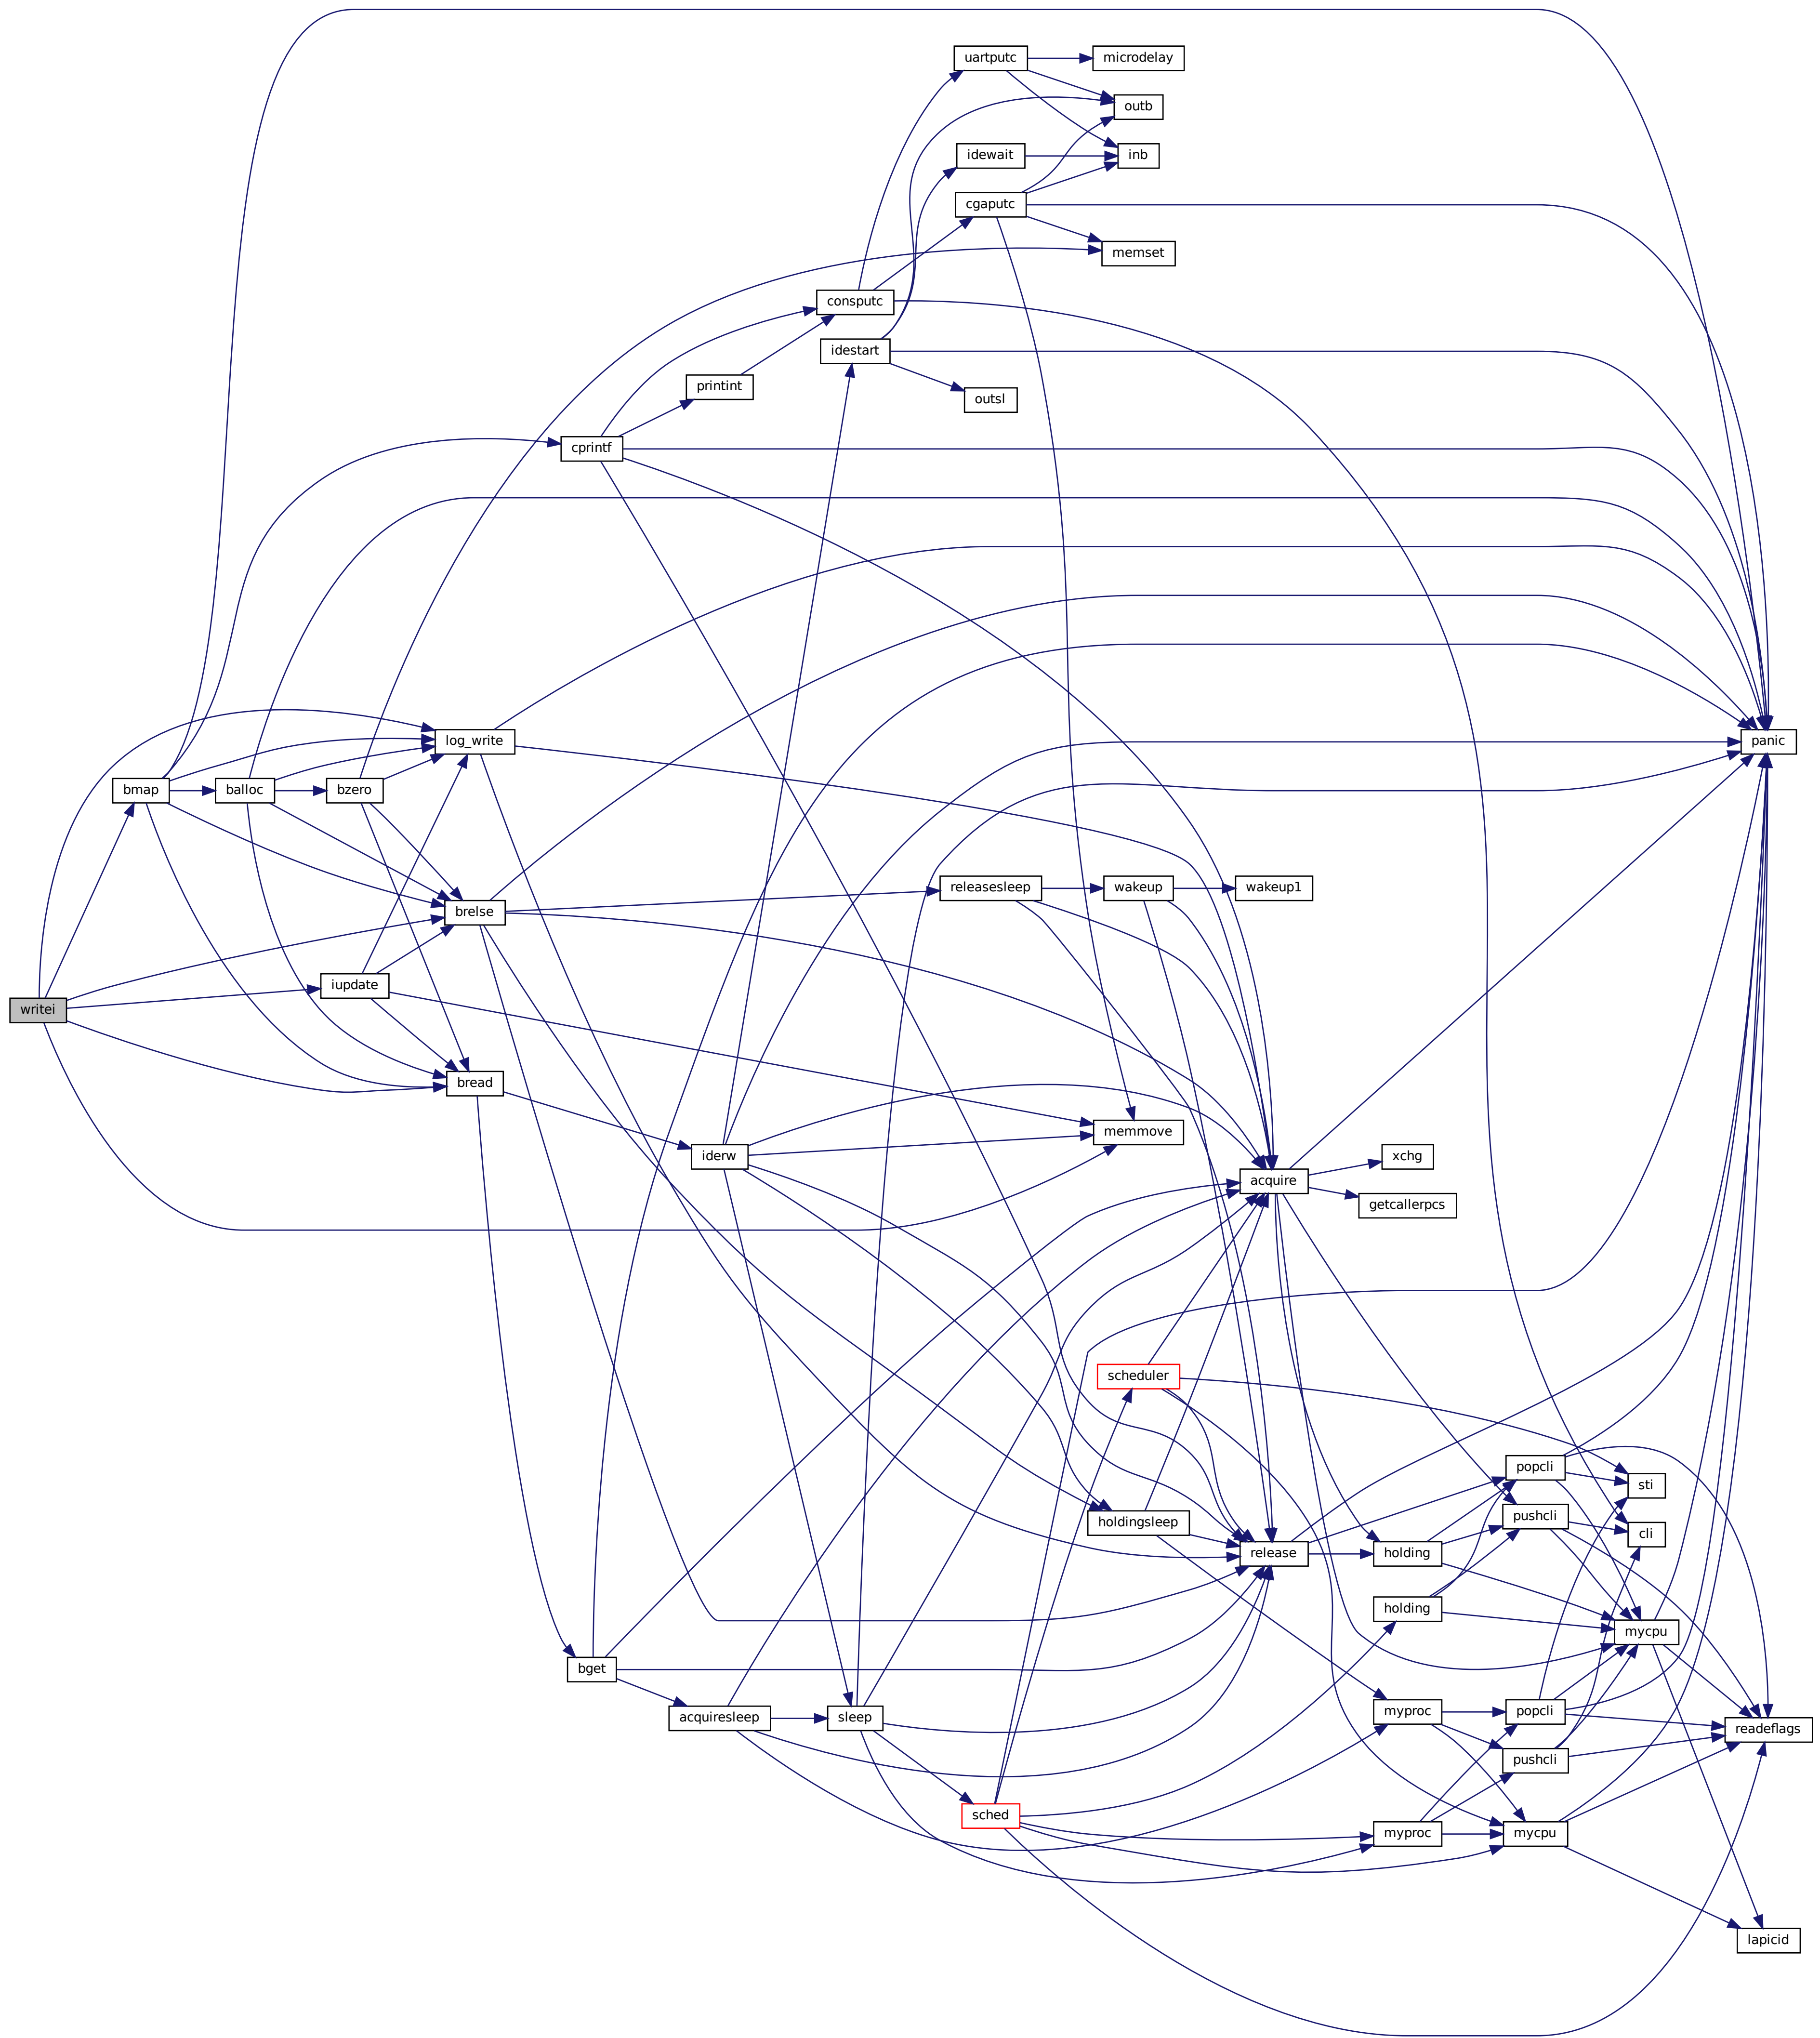 uartputc
microdelay
outb
idewait
inb
cgaputc
memset
consputc
idestart
printint
outsl
cprintf
log_write
panic
bmap
balloc
bzero
releasesleep
wakeup
wakeup1
brelse
iupdate
writei
bread
memmove
iderw
xchg
acquire
getcallerpcs
scheduler
popcli
sti
pushcli
holdingsleep
cli
release
holding
holding
mycpu
bget
acquiresleep
sleep
myproc
popcli
readeflags
pushcli
sched
myproc
mycpu
lapicid